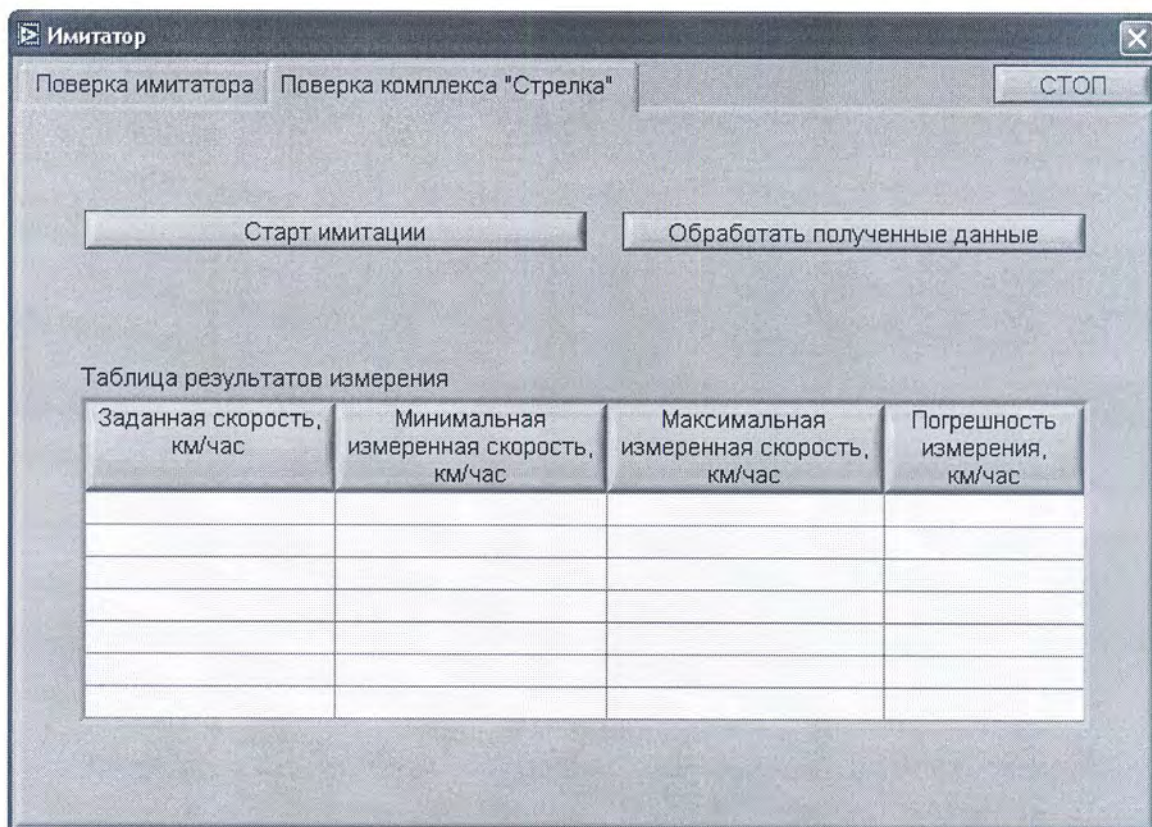 Имитатор
Поверка имитатора
Поверка комплекса "Стрелка"
СТОП
Старт имитации
Обработать полученные данные
Таблица результатов измерения
Заданная скорость,
км/час
Минимальная
измеренная скорость,
км/час
Максимальная
измеренная скорость,
км/час
Погрешность
измерения,
км/час